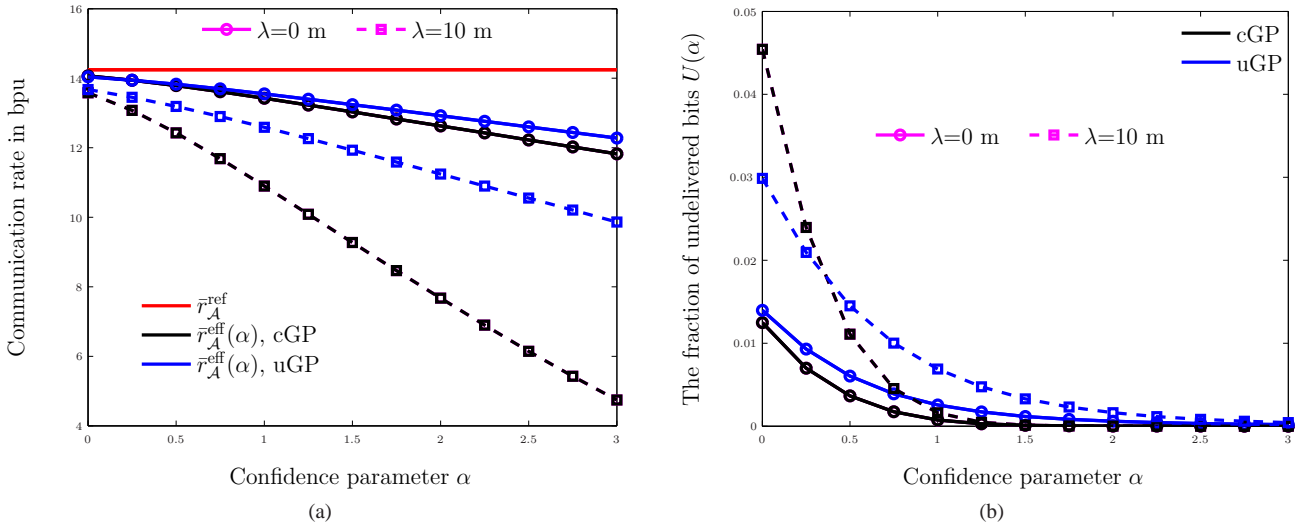 λ=0 m
λ=10 m
16
14
12
10
8
6
4
Communication rate in bpu
r̄_A^ref
r̄_A^eff(α), cGP
r̄_A^eff(α), uGP
0
0.5
1
1.5
2
2.5
3
Confidence parameter α
(a)
0.05
0.04
0.03
0.02
0.01
0
The fraction of undelivered bits U(α)
cGP
uGP
λ=0 m
λ=10 m
0
0.5
1
1.5
2
2.5
3
Confidence parameter α
(b)